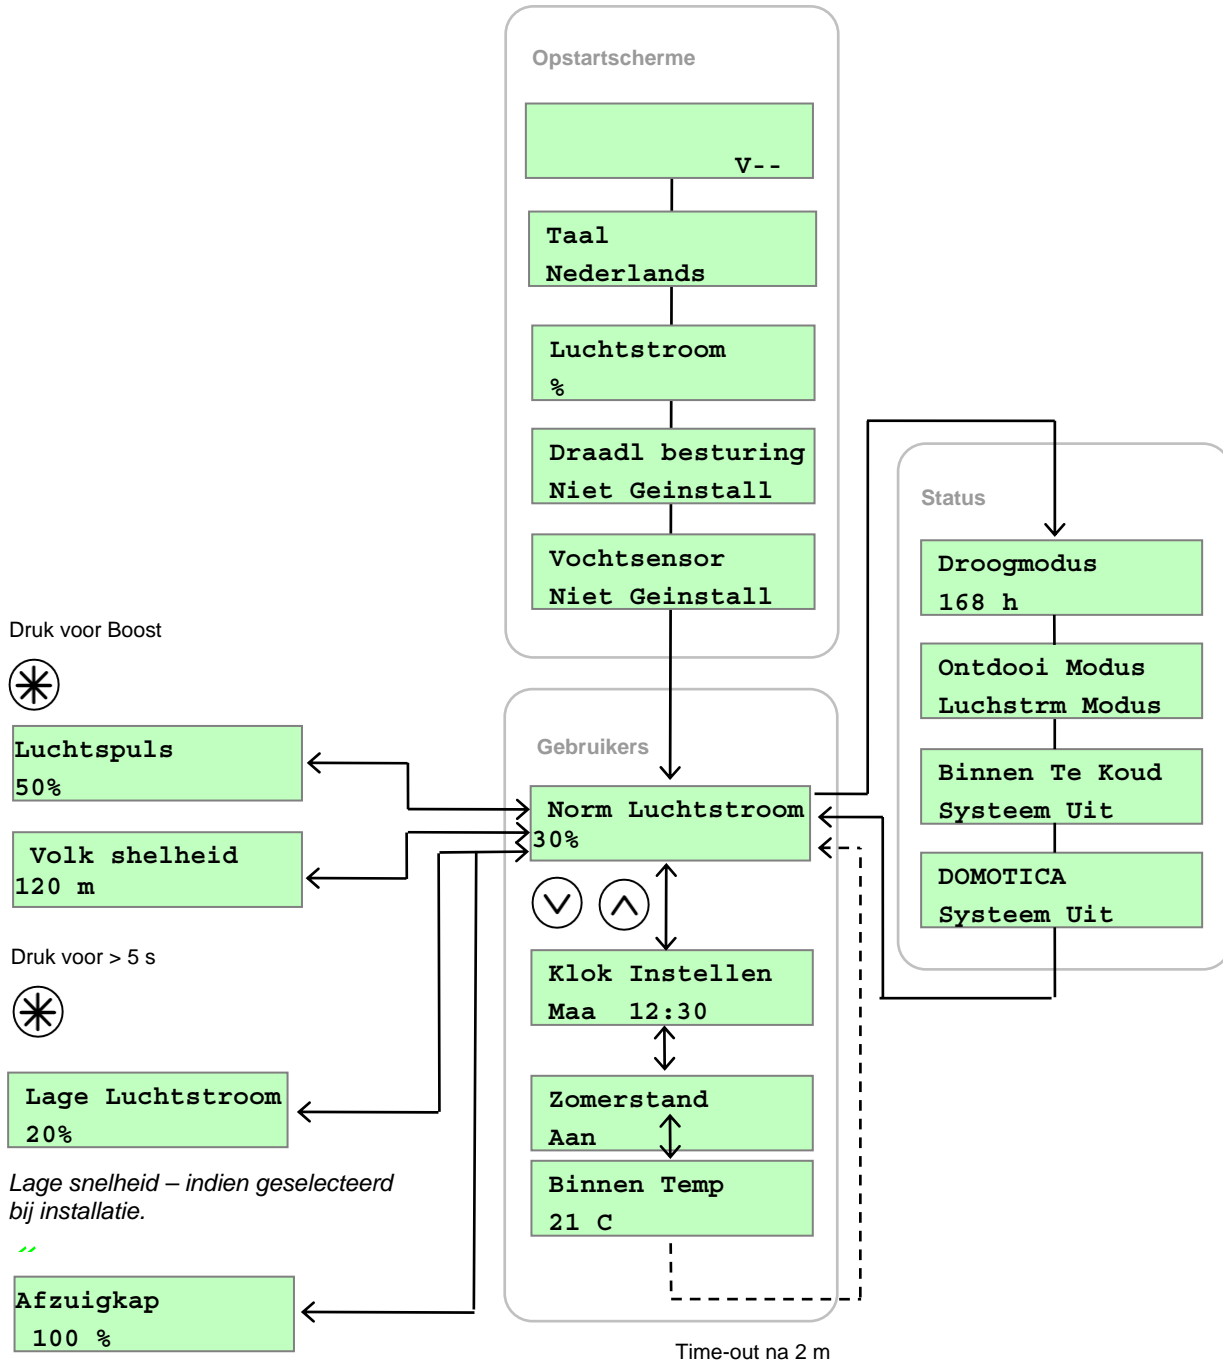 Opstartscherme
V--
Taal
Nederlands
Luchtstroom
%
Draadl besturing
Niet Geinstall
Vochtsensor
Niet Geinstall
Status
Droogmodus
168 h
Ontdooi Modus
Luchstrm Modus
Binnen Te Koud
Systeem Uit
DOMOTICA
Systeem Uit
Druk voor Boost
Luchtspuls
50%
Volk shelheid
120 m
Druk voor > 5 s
Lage Luchtstroom
20%
Lage snelheid – indien geselecteerd
bij installatie.
Afzuigkap
100 %
Gebruikers
Norm Luchtstroom
30%
Klok Instellen
Maa 12:30
Zomerstand
Aan
Binnen Temp
21 C
Time-out na 2 m